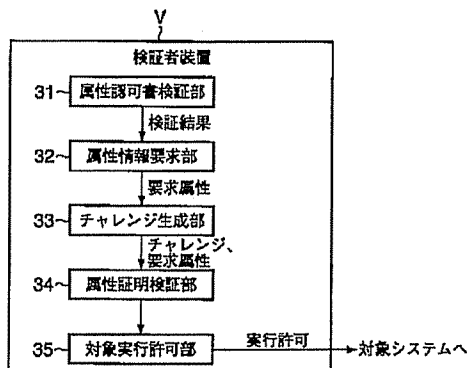 V
検証者装置
31 属性認可書検証部
検証結果
32 属性情報要求部
要求属性
33 チャレンジ生成部
チャレンジ、
要求属性
34 属性証明検証部
35 対象実行許可部 実行許可 対象システムへ